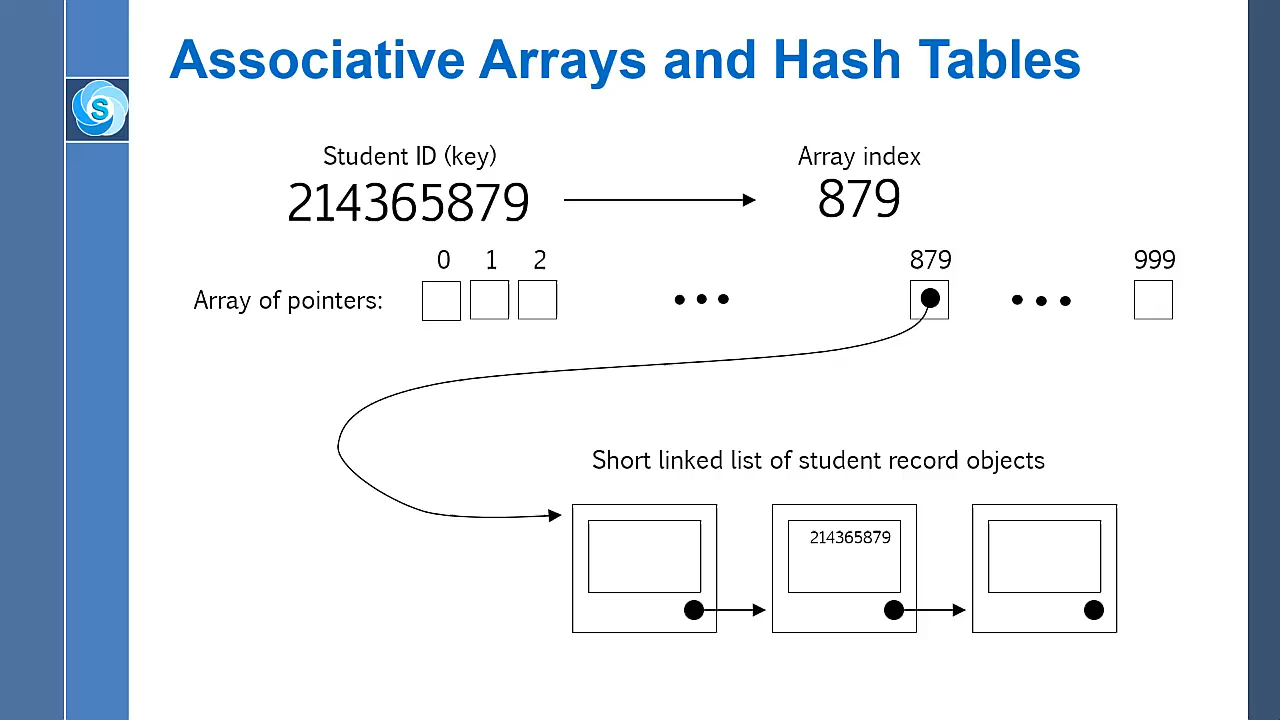 Associative Arrays and Hash Tables
S
Student ID (key)
Array index
214365879
879
0 1 2 879 999
Array of pointers:
Short linked list of student record objects
214365879